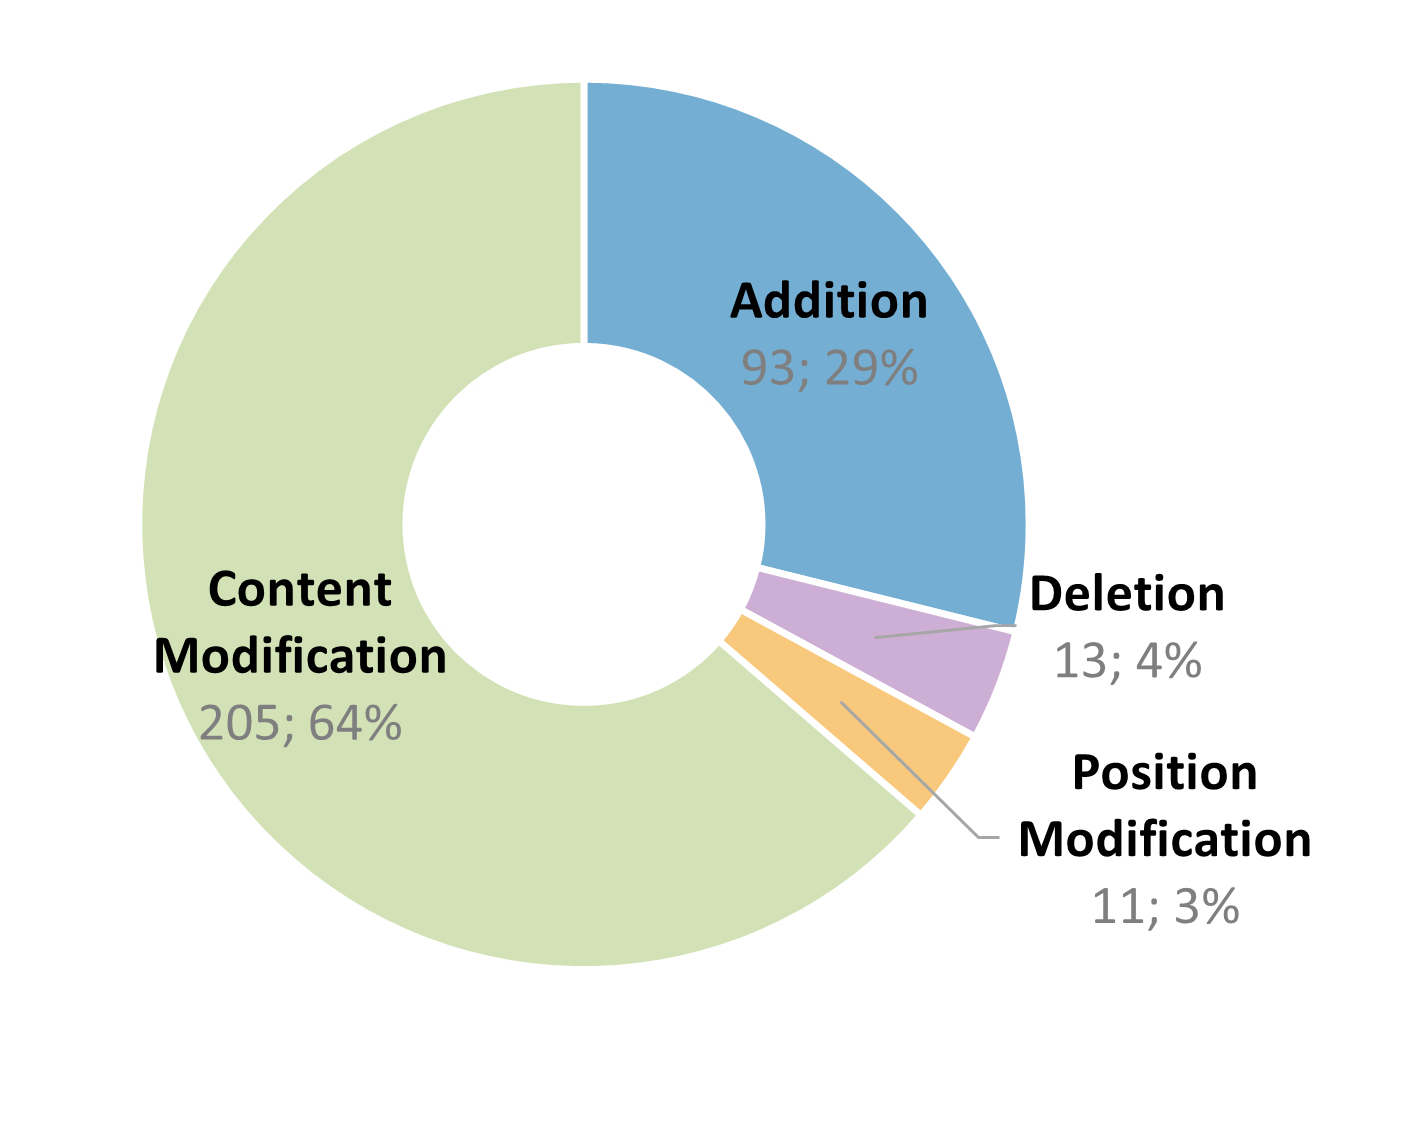 Addition
93; 29%
Deletion
13; 4%
Position
Modification
11; 3%
Content
Modification
205; 64%